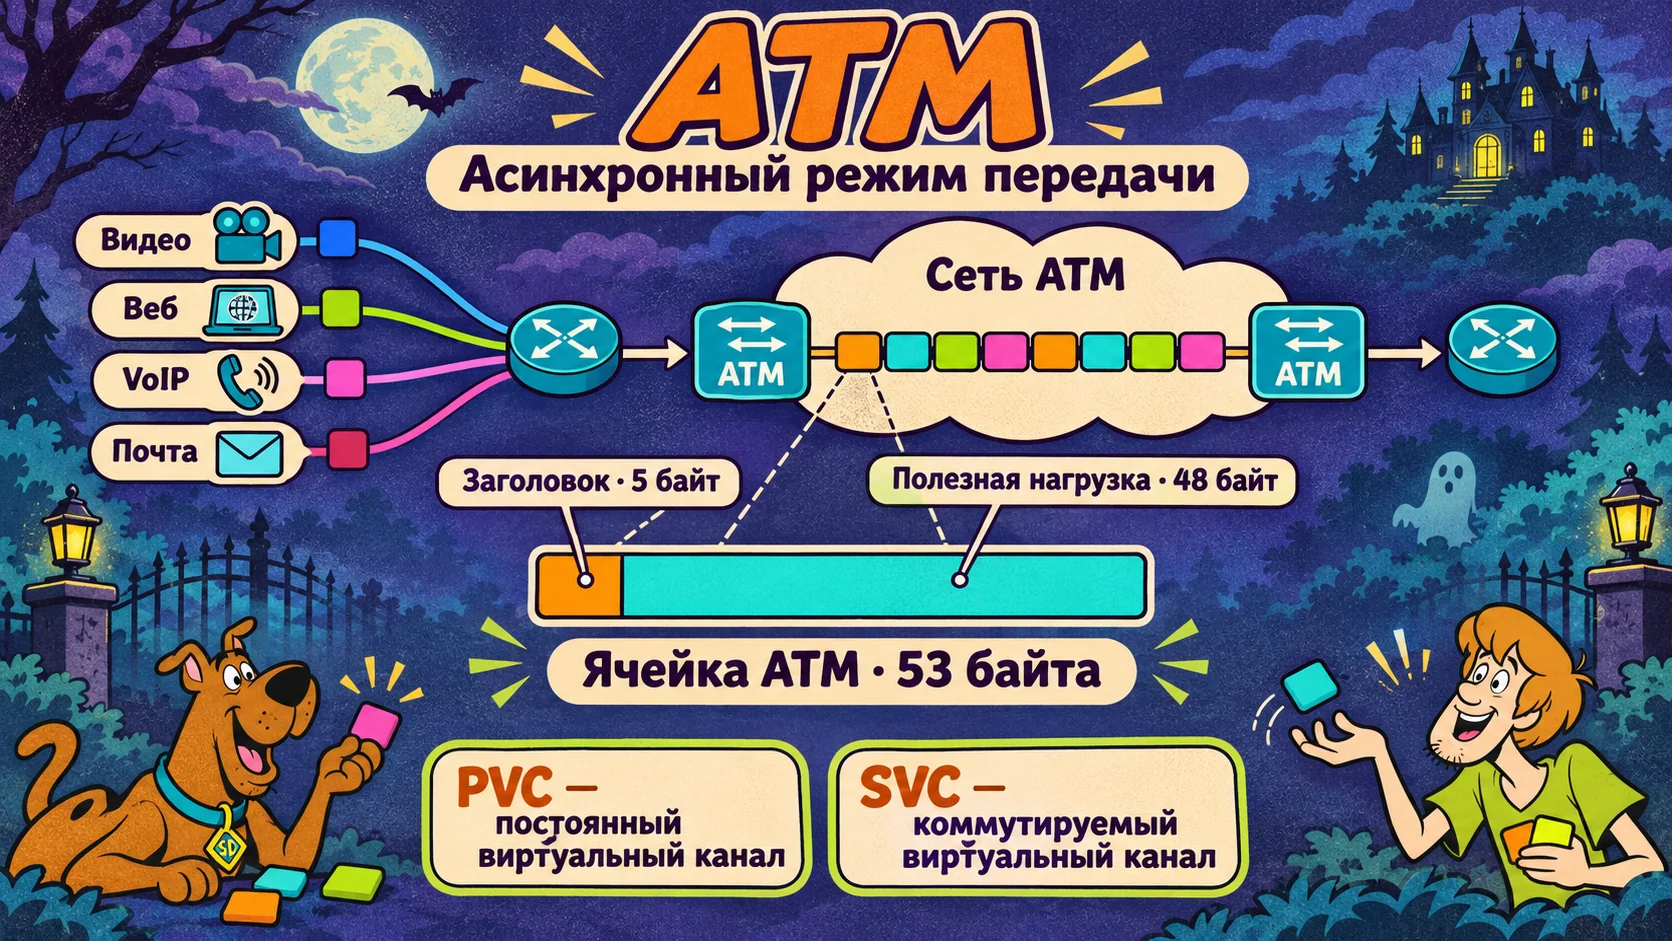 ATM
Асинхронный режим передачи
Видео
Веб
VoIP
Почта
Сеть ATM
ATM
ATM
Заголовок · 5 байт
Полезная нагрузка · 48 байт
Ячейка ATM · 53 байта
PVC —
постоянный
виртуальный канал
SVC —
коммутируемый
виртуальный канал
SD